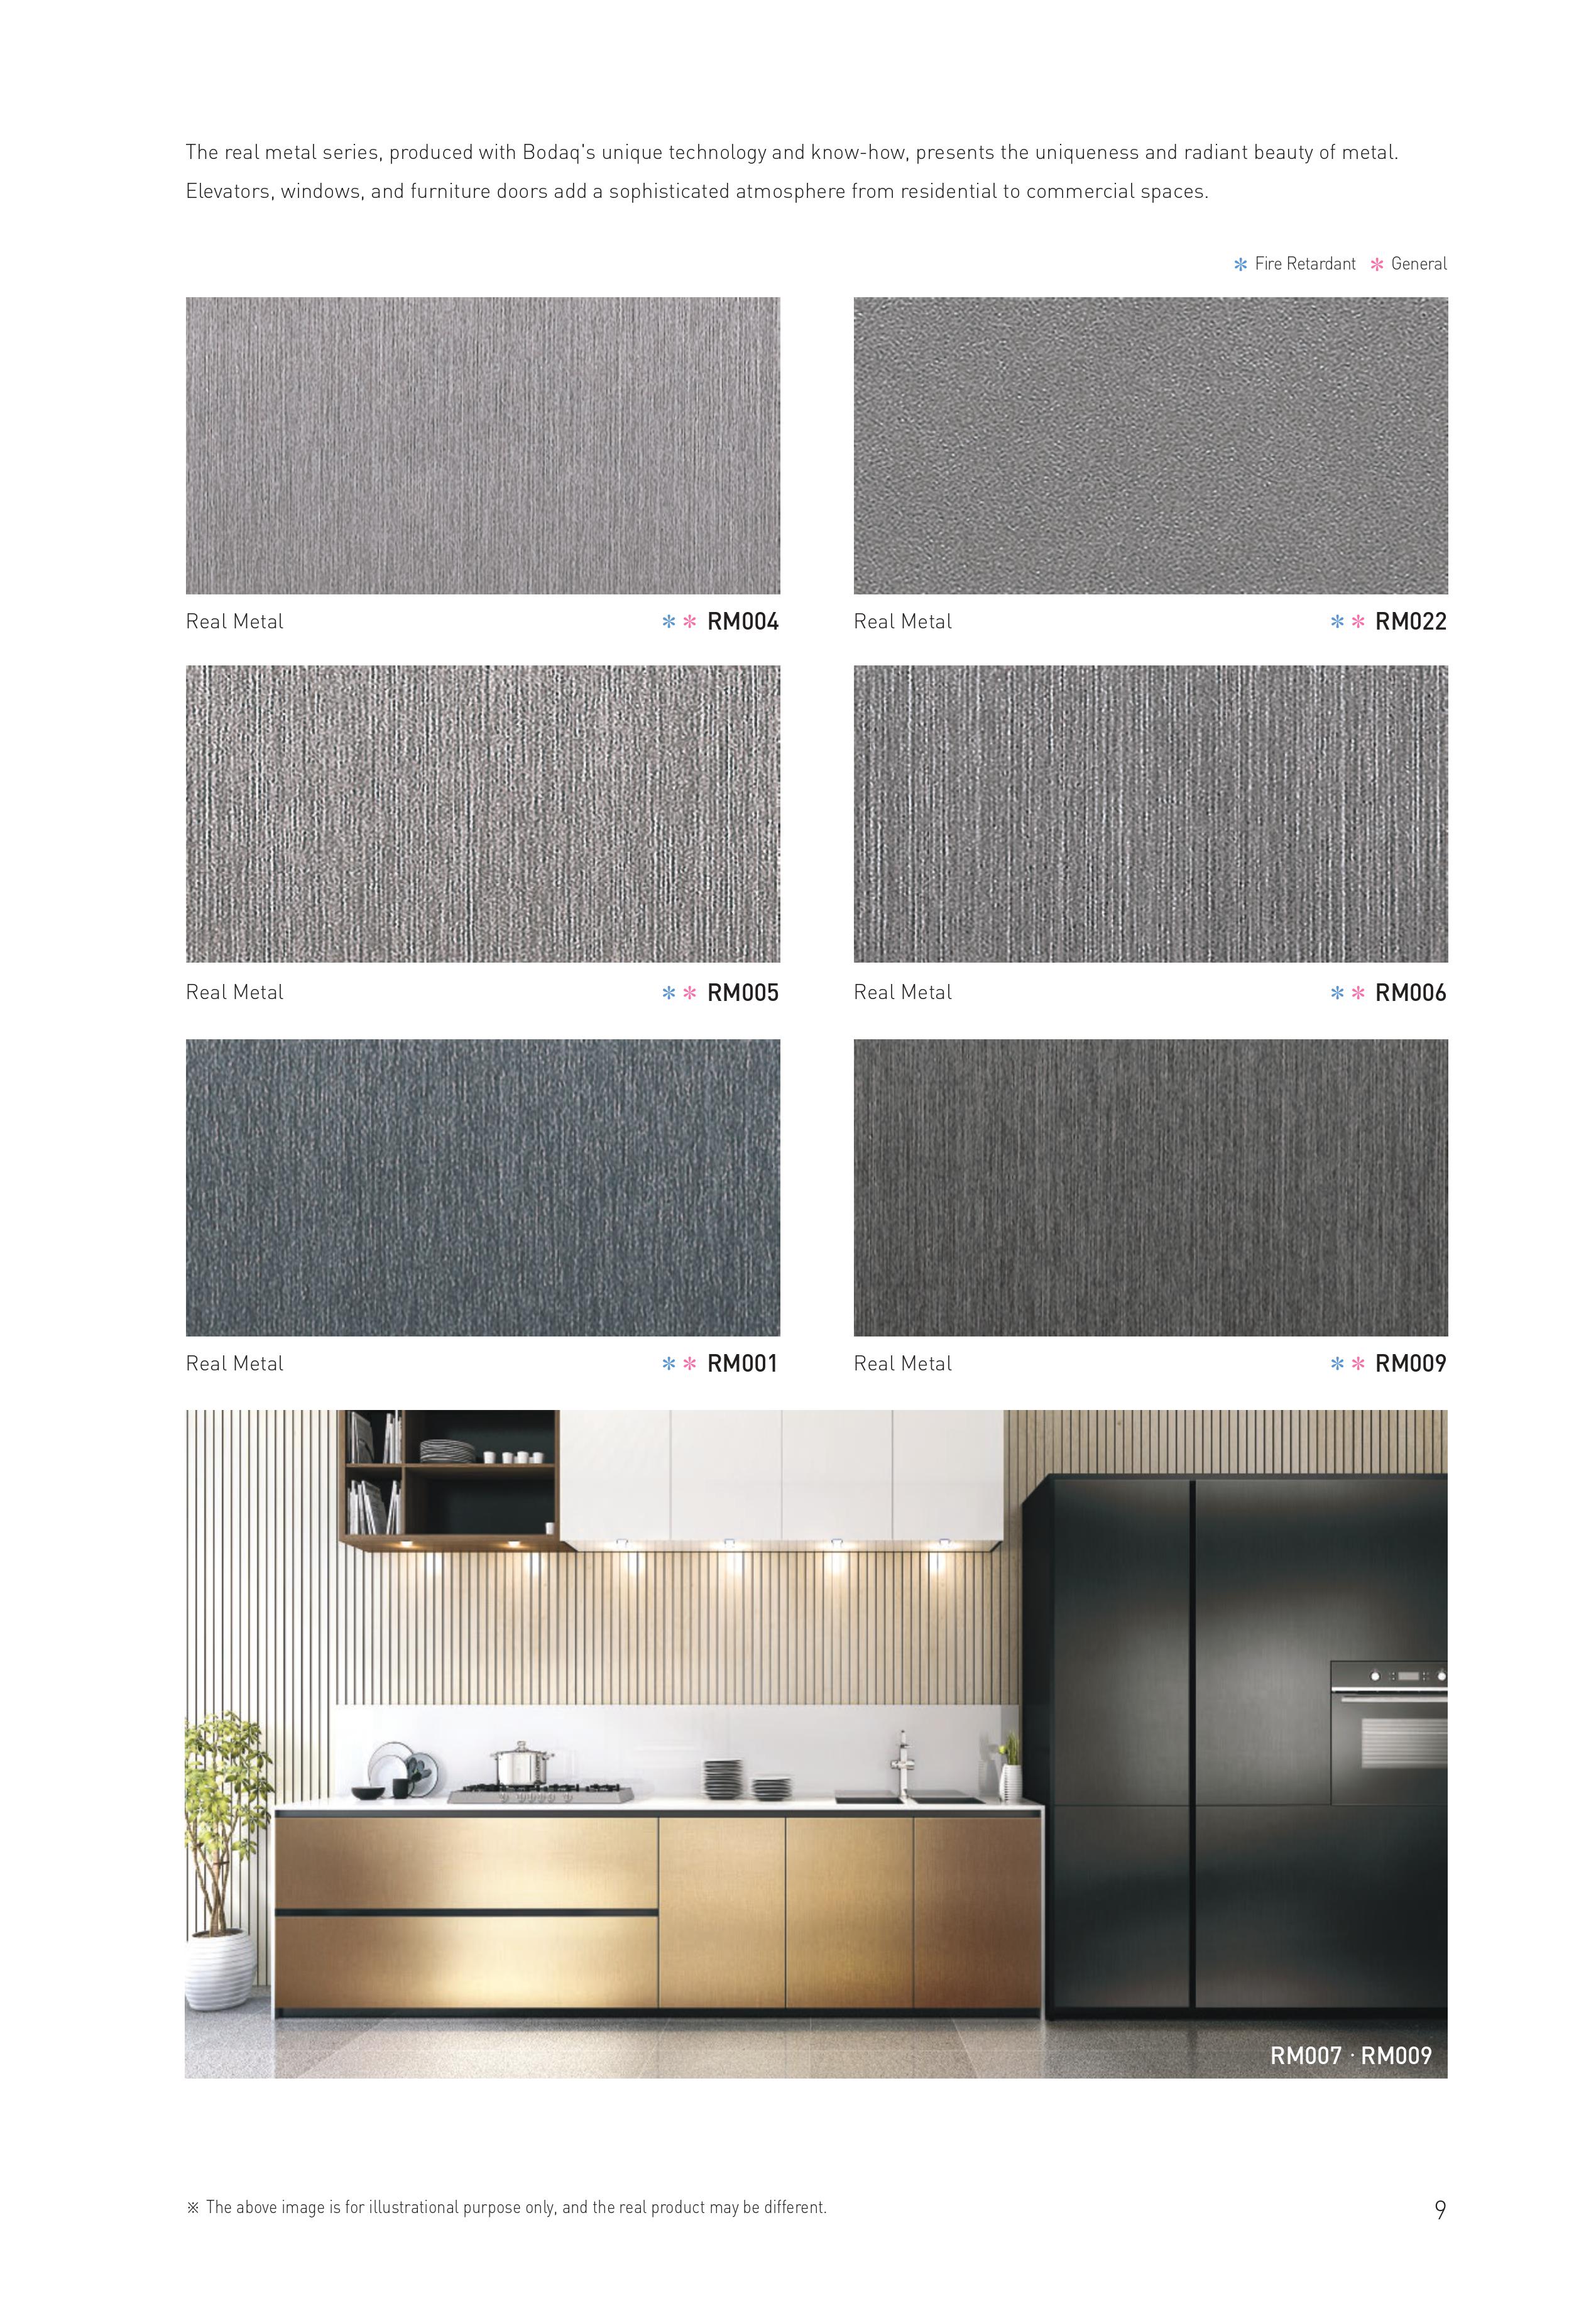 The real metal series, produced with Bodaq's unique technology and know-how, presents the uniqueness and radiant beauty of metal.
Elevators, windows, and furniture doors add a sophisticated atmosphere from residential to commercial spaces.
* Fire Retardant * General
Real Metal ** RM004
Real Metal ** RM022
Real Metal ** RM005
Real Metal ** RM006
Real Metal ** RM001
Real Metal ** RM009
RM007 · RM009
※ The above image is for illustrational purpose only, and the real product may be different.
9